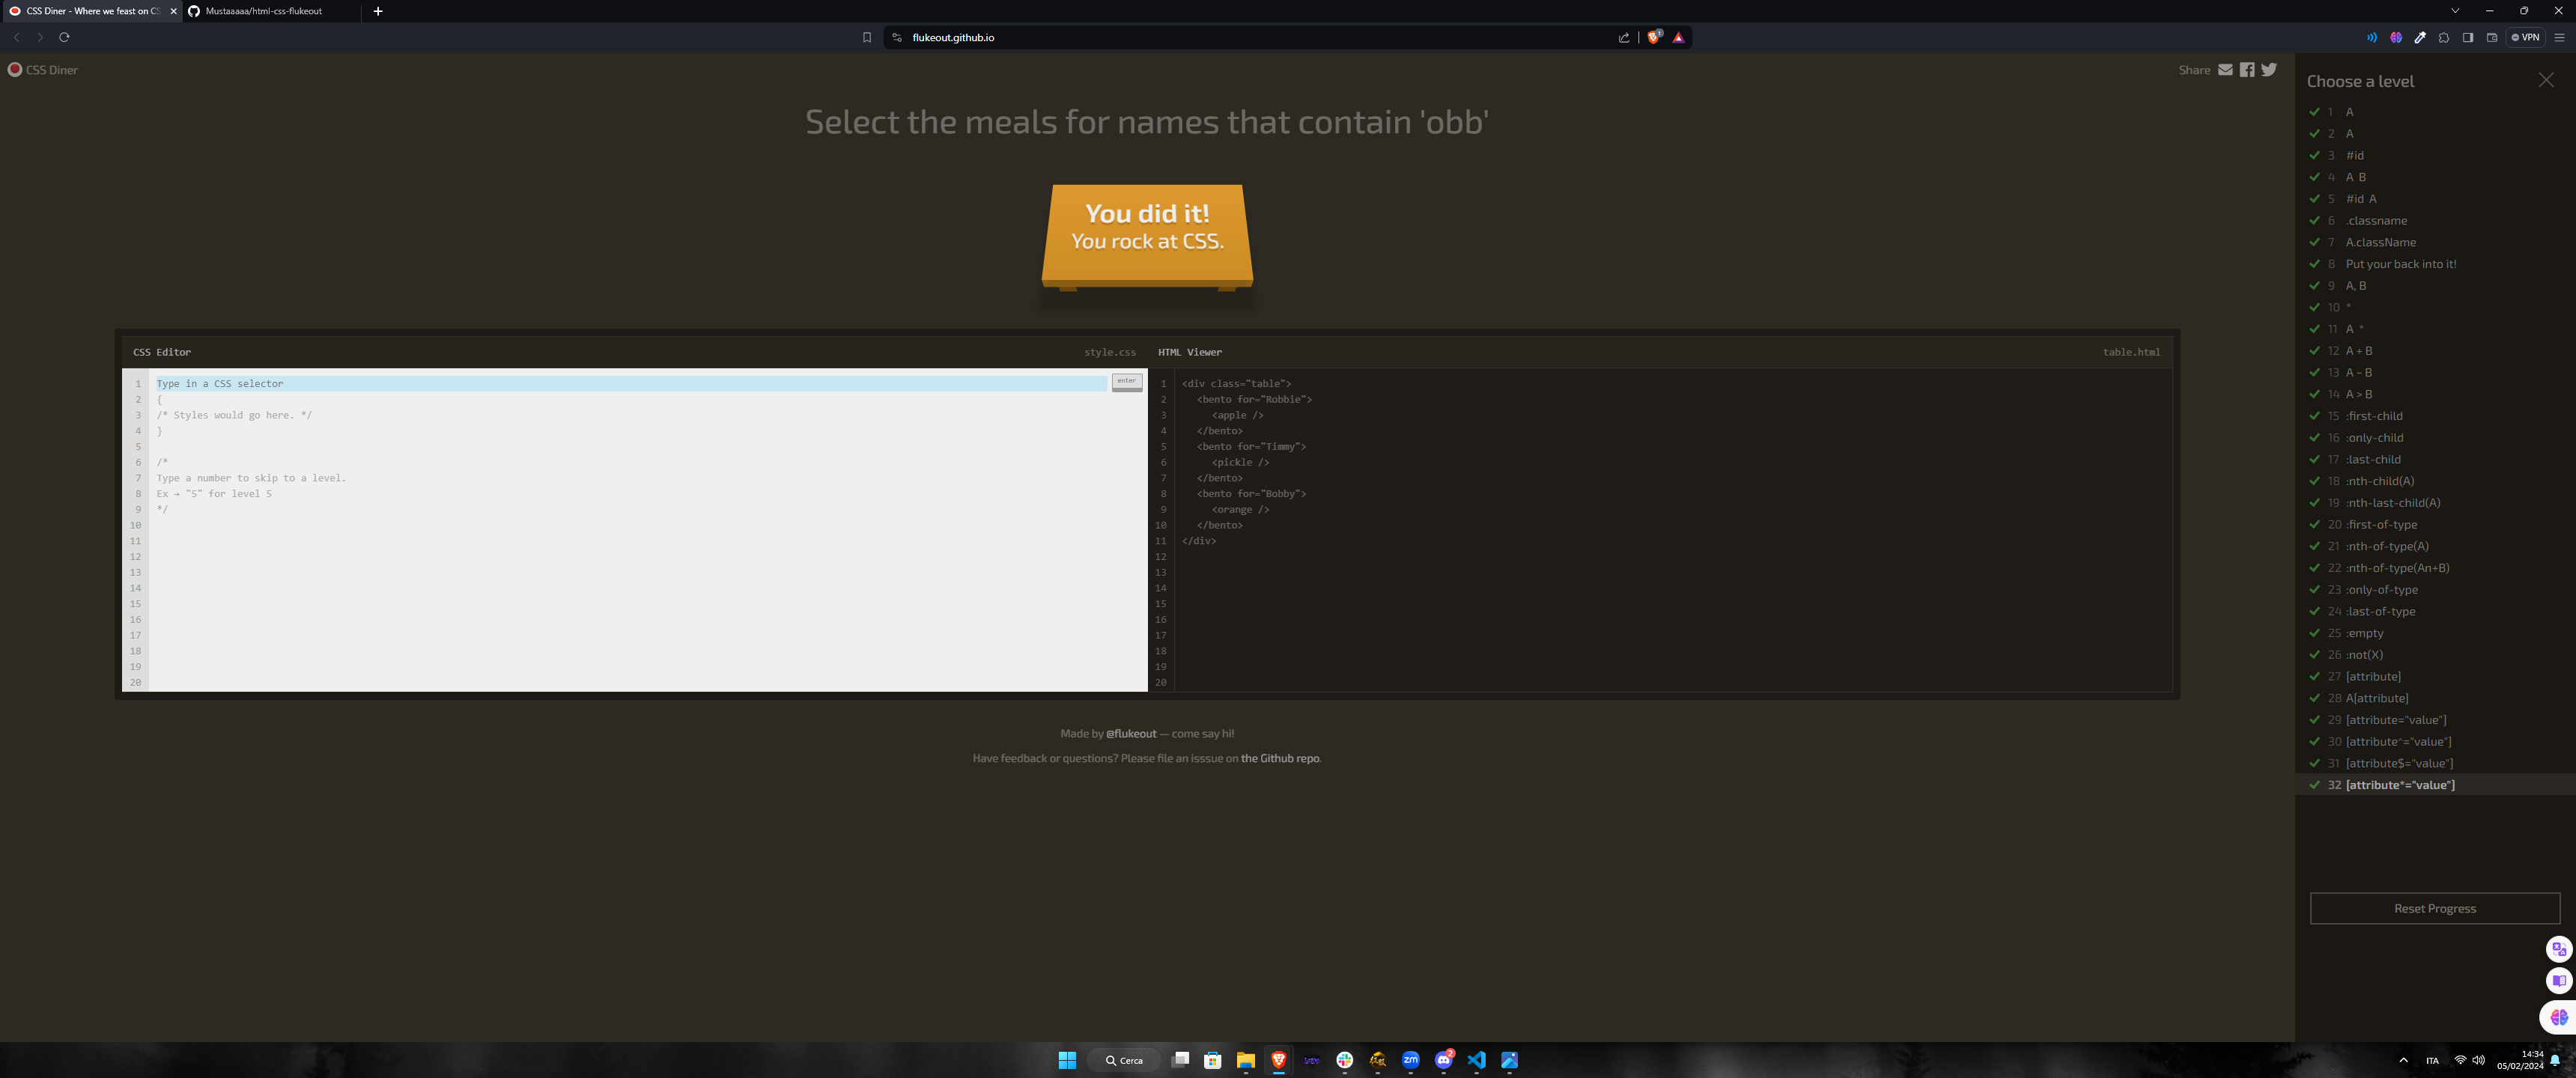 CSS Diner - Where we feast on CS
Mustaaaaa/html-css-flukeout
flukeout.github.io
1
VPN
CSS Diner
Share
Select the meals for names that contain 'obb'
You did it!
You rock at CSS.
CSS Editor
style.css
HTML Viewer
table.html
1 Type in a CSS selector
enter
2 {
3 /* Styles would go here. */
4 }
5
6 /*
7 Type a number to skip to a level.
8 Ex → "5" for level 5
9 */
10
11
12
13
14
15
16
17
18
19
20
1 <div class="table">
2 <bento for="Robbie">
3 <apple />
4 </bento>
5 <bento for="Timmy">
6 <pickle />
7 </bento>
8 <bento for="Bobby">
9 <orange />
10 </bento>
11 </div>
12
13
14
15
16
17
18
19
20
Made by @flukeout — come say hi!
Have feedback or questions? Please file an isssue on the Github repo.
Choose a level
1 A
2 A
3 #id
4 A B
5 #id A
6 .classname
7 A.className
8 Put your back into it!
9 A, B
10 *
11 A *
12 A + B
13 A ~ B
14 A > B
15 :first-child
16 :only-child
17 :last-child
18 :nth-child(A)
19 :nth-last-child(A)
20 :first-of-type
21 :nth-of-type(A)
22 :nth-of-type(An+B)
23 :only-of-type
24 :last-of-type
25 :empty
26 :not(X)
27 [attribute]
28 A[attribute]
29 [attribute="value"]
30 [attribute^="value"]
31 [attribute$="value"]
32 [attribute*="value"]
Reset Progress
Cerca
zm
2
ITA
14:34
05/02/2024